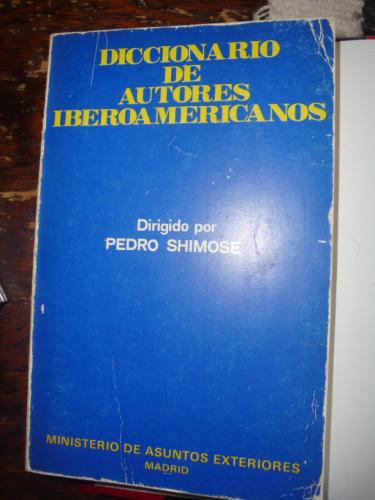 DICCIONARIO
DE
AUTORES
IBEROAMERICANOS
Dirigido por
PEDRO SHIMOSE
MINISTERIO DE ASUNTOS EXTERIORES
MADRID